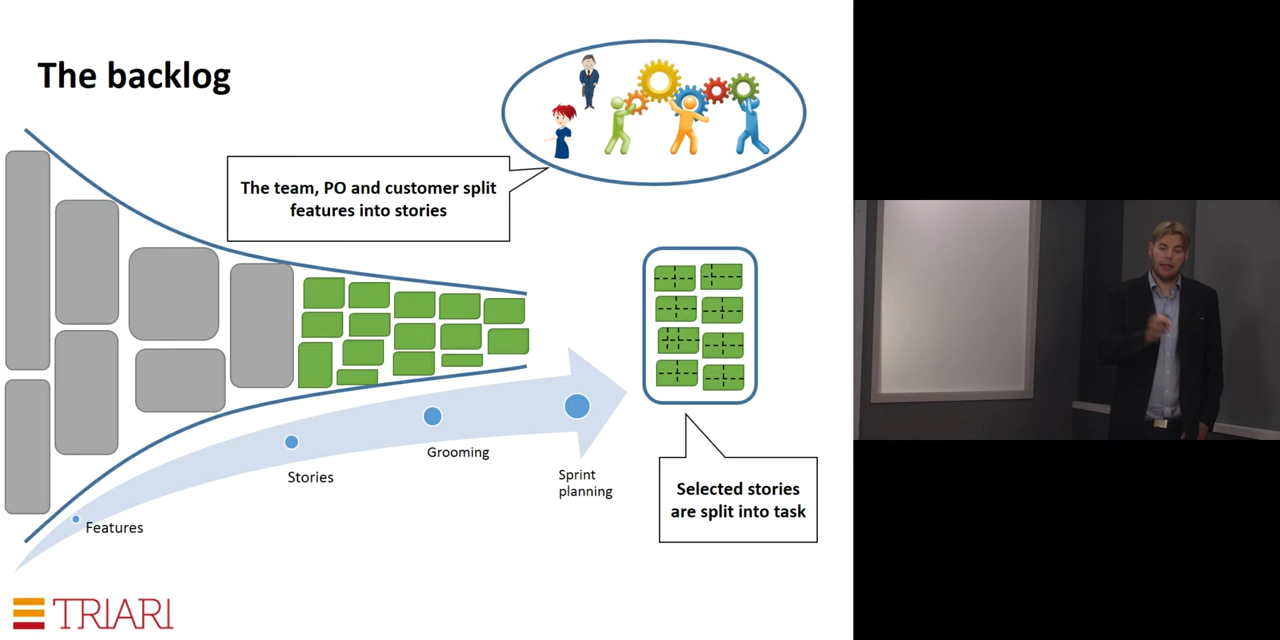 The backlog
The team, PO and customer split
features into stories
Features
Stories
Grooming
Sprint
planning
Selected stories
are split into task
TRIARI